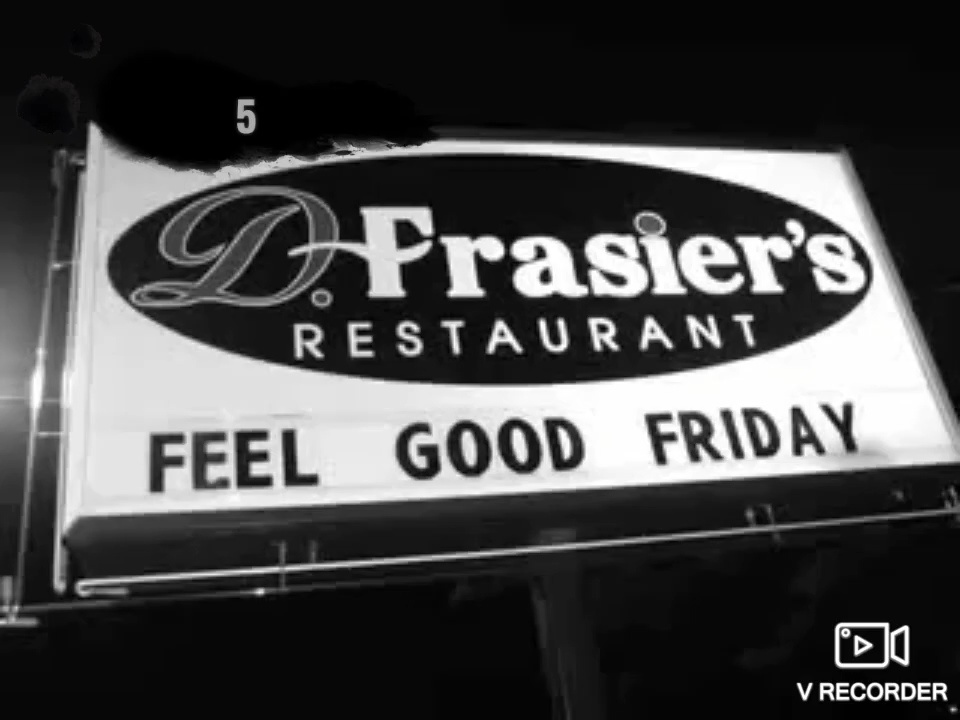 5
D. Frasier's
RESTAURANT
FEEL GOOD FRIDAY
V RECORDER